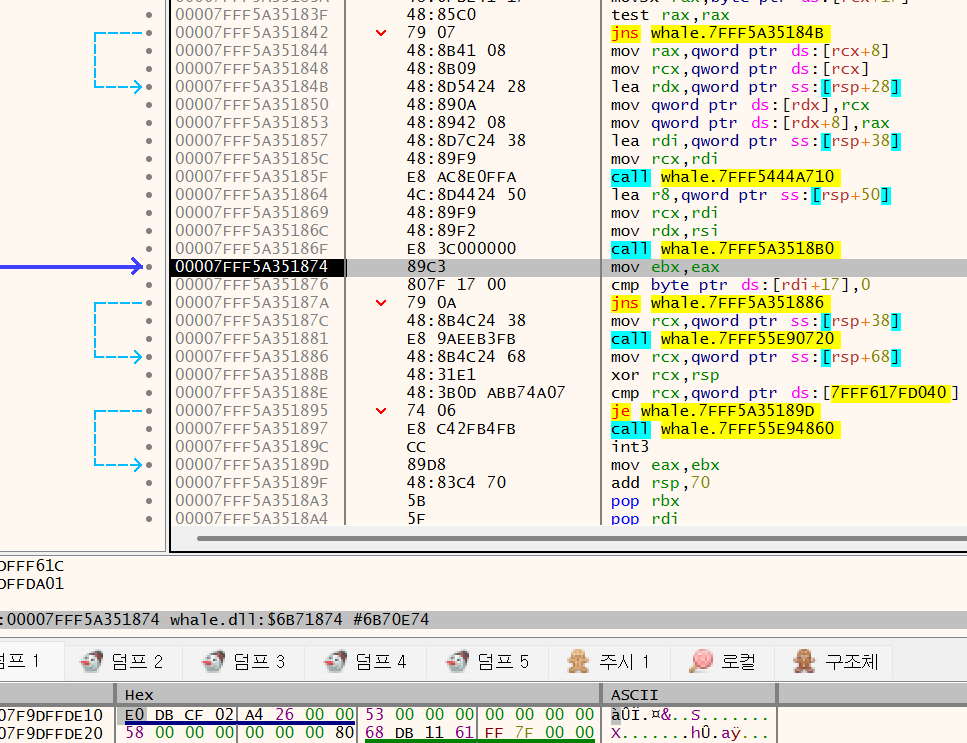 00007FFF5A35183F 48:85C0 test rax,rax
00007FFF5A351842 79 07 jns whale.7FFF5A35184B
00007FFF5A351844 48:8B41 08 mov rax,qword ptr ds:[rcx+8]
00007FFF5A351848 48:8B09 mov rcx,qword ptr ds:[rcx]
00007FFF5A35184B 48:8D5424 28 lea rdx,qword ptr ss:[rsp+28]
00007FFF5A351850 48:890A mov qword ptr ds:[rdx],rcx
00007FFF5A351853 48:8942 08 mov qword ptr ds:[rdx+8],rax
00007FFF5A351857 48:8D7C24 38 lea rdi,qword ptr ss:[rsp+38]
00007FFF5A35185C 48:89F9 mov rcx,rdi
00007FFF5A35185F E8 AC8E0FFA call whale.7FFF5444A710
00007FFF5A351864 4C:8D4424 50 lea r8,qword ptr ss:[rsp+50]
00007FFF5A351869 48:89F9 mov rcx,rdi
00007FFF5A35186C 48:89F2 mov rdx,rsi
00007FFF5A35186F E8 3C000000 call whale.7FFF5A3518B0
00007FFF5A351874 89C3 mov ebx,eax
00007FFF5A351876 807F 17 00 cmp byte ptr ds:[rdi+17],0
00007FFF5A35187A 79 0A jns whale.7FFF5A351886
00007FFF5A35187C 48:8B4C24 38 mov rcx,qword ptr ss:[rsp+38]
00007FFF5A351881 E8 9AEEB3FB call whale.7FFF55E90720
00007FFF5A351886 48:8B4C24 68 mov rcx,qword ptr ss:[rsp+68]
00007FFF5A35188B 48:31E1 xor rcx,rsp
00007FFF5A35188E 48:3B0D ABB74A07 cmp rcx,qword ptr ds:[7FFF617FD040]
00007FFF5A351895 74 06 je whale.7FFF5A35189D
00007FFF5A351897 E8 C42FB4FB call whale.7FFF55E94860
00007FFF5A35189C CC int3
00007FFF5A35189D 89D8 mov eax,ebx
00007FFF5A35189F 48:83C4 70 add rsp,70
00007FFF5A3518A3 5B pop rbx
00007FFF5A3518A4 5F pop rdi
DFFF61C
DFFDA01
:00007FFF5A351874 whale.dll:$6B71874 #6B70E74
덤프 1 덤프 2 덤프 3 덤프 4 덤프 5 주시 1 로컬 구조체
Hex ASCII
07F9DFFDE10 E0 DB CF 02 A4 26 00 00 53 00 00 00 00 00 00 00 àÛÏ.¤&..S.......
07F9DFFDE20 58 00 00 00 00 00 00 80 68 DB 11 61 FF 7F 00 00 X.......hÛ.aÿ...